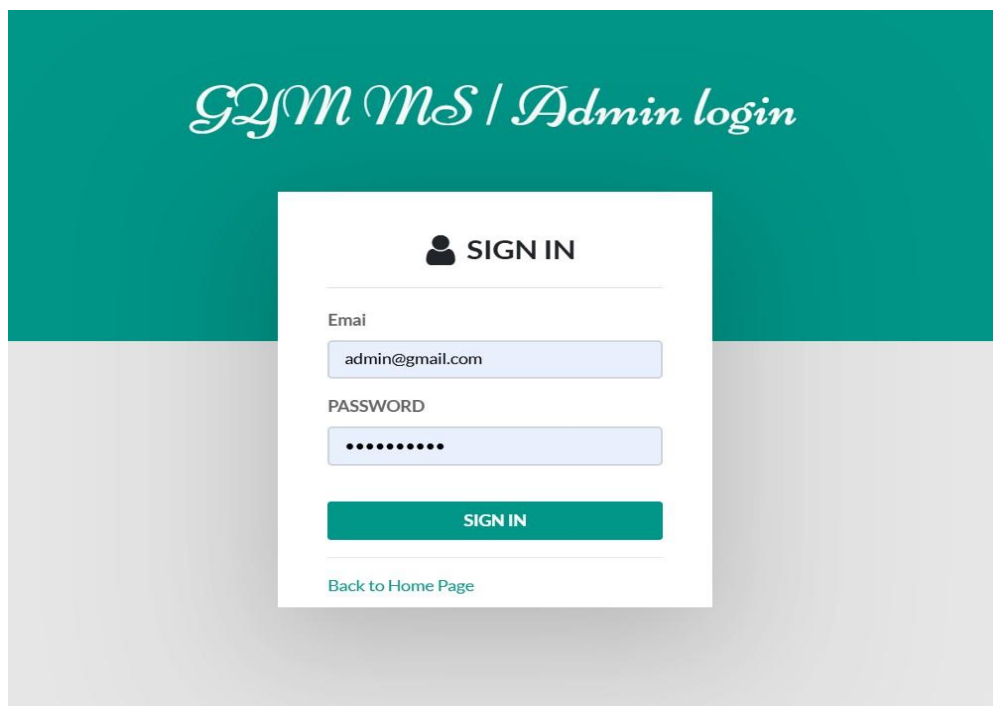 GYM MS | Admin login
SIGN IN
Emai
admin@gmail.com
PASSWORD
••••••••••
SIGN IN
Back to Home Page